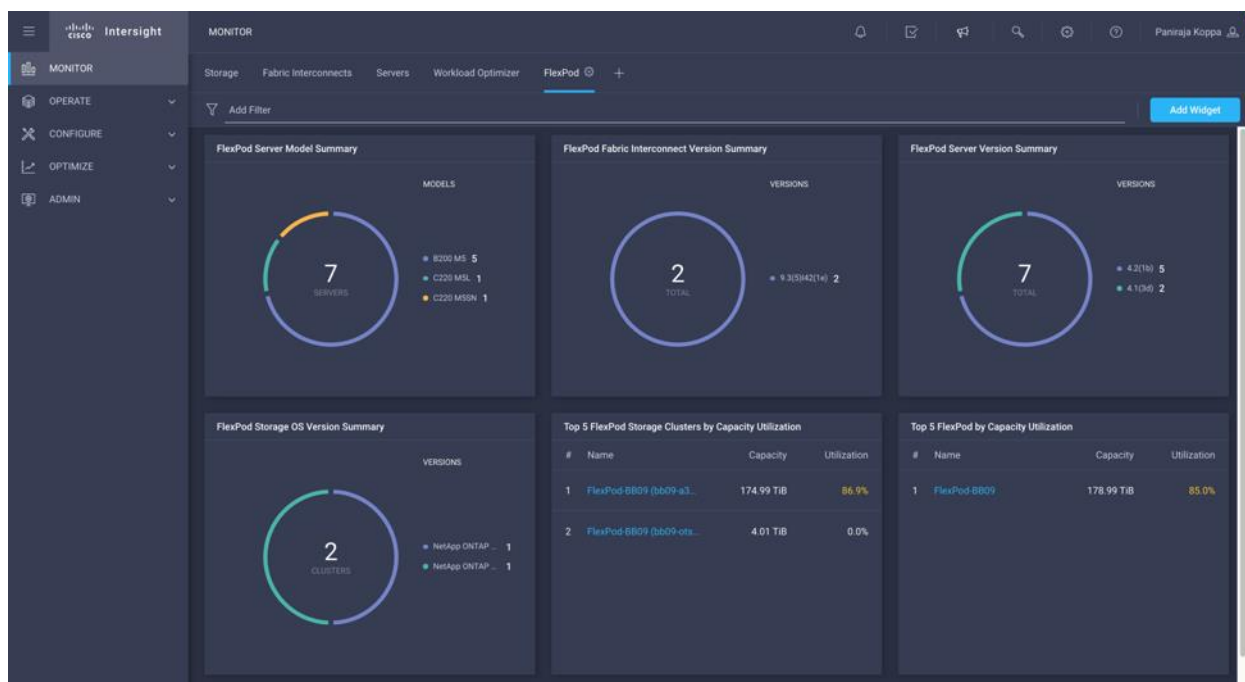 CISCO Intersight
MONITOR
Paniraja Koppa
MONITOR
OPERATE
CONFIGURE
OPTIMIZE
ADMIN
Storage Fabric Interconnects Servers Workload Optimizer FlexPod
Add Filter
Add Widget
FlexPod Server Model Summary
MODELS
7
SERVERS
B200 M5 5
C220 M5L 1
C220 M5SN 1
FlexPod Fabric Interconnect Version Summary
VERSIONS
2
TOTAL
9.3(5)I42(1e) 2
FlexPod Server Version Summary
VERSIONS
7
TOTAL
4.2(1b) 5
4.1(3d) 2
FlexPod Storage OS Version Summary
VERSIONS
2
CLUSTERS
NetApp ONTAP ... 1
NetApp ONTAP ... 1
Top 5 FlexPod Storage Clusters by Capacity Utilization
# Name Capacity Utilization
1 FlexPod-BB09 (bb09-a3... 174.99 TiB 86.9%
2 FlexPod-BB09 (bb09-ots... 4.01 TiB 0.0%
Top 5 FlexPod by Capacity Utilization
# Name Capacity Utilization
1 FlexPod-BB09 178.99 TiB 85.0%